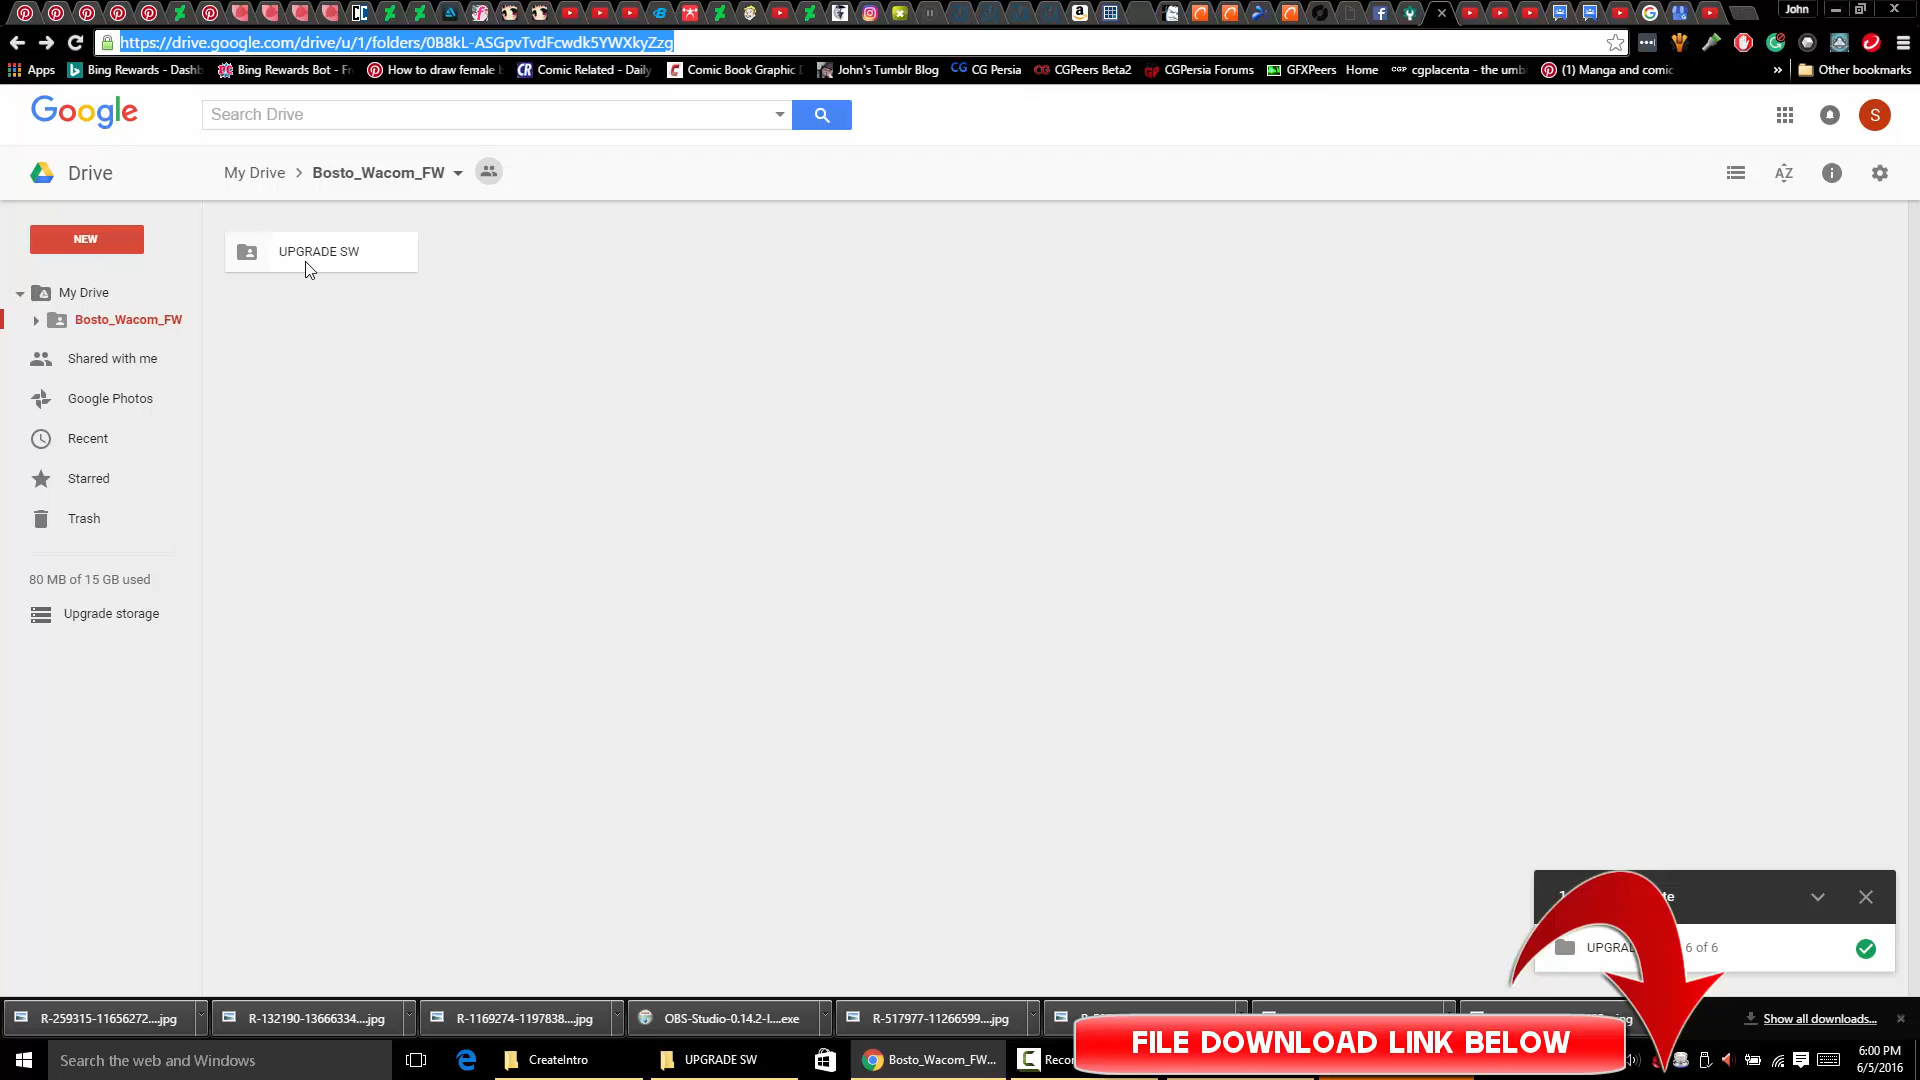 John
https://drive.google.com/drive/u/1/folders/0B8kL-ASGpvTvdFcwdk5YWXkyZzg
Apps
Bing Rewards - Dashb
Bing Rewards Bot - Fr
How to draw female
Comic Related - Daily
Comic Book Graphic D
John's Tumblr Blog
CG Persia
CGPeers Beta2
CGPersia Forums
GFXPeers
Home
cgplacenta - the umb
(1) Manga and comic
»
Other bookmarks
Google
Search Drive
S
Drive
My Drive > Bosto_Wacom_FW
AZ
NEW
UPGRADE SW
My Drive
Bosto_Wacom_FW
Shared with me
Google Photos
Recent
Starred
Trash
80 MB of 15 GB used
Upgrade storage
6 of 6
R-259315-11656272....jpg
R-132190-13666334....jpg
R-1169274-1197838....jpg
OBS-Studio-0.14.2-I....exe
R-517977-11266599....jpg
Show all downloads...
FILE DOWNLOAD LINK BELOW
Search the web and Windows
CreateIntro
UPGRADE SW
Bosto_Wacom_FW...
6:00 PM
6/5/2016